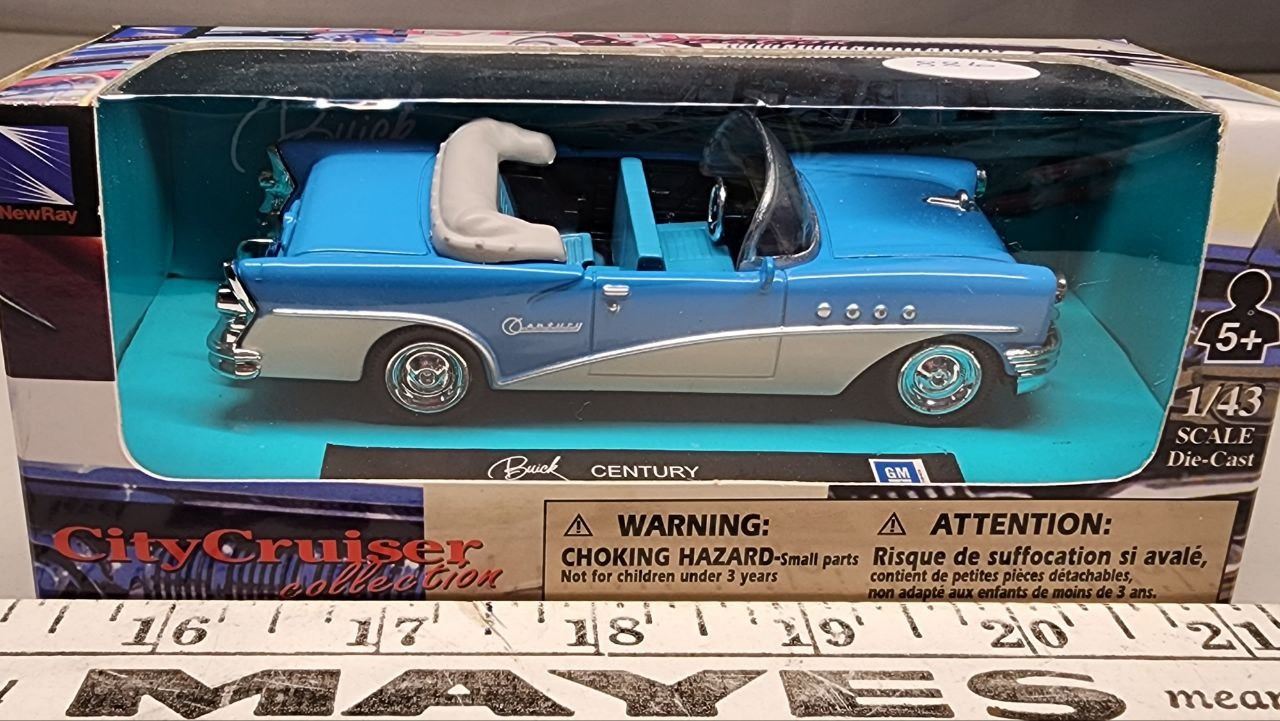 Buick
NewRay
Century
5+
1/43
SCALE
Die-Cast
Buick CENTURY
GM
CityCruiser
collection
WARNING:
CHOKING HAZARD-Small parts
Not for children under 3 years
ATTENTION:
Risque de suffocation si avalé,
contient de petites pièces détachables,
non adapté aux enfants de moins de 3 ans.
16 17 18 19 20 21
MAYES mea